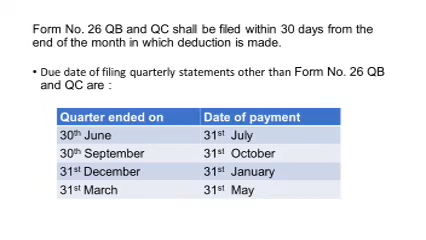 Form No. 26 QB and QC shall be filed within 30 days from the
end of the month in which deduction is made.
• Due date of filing quarterly statements other than Form No. 26 QB
and QC are :
Quarter ended on Date of payment
30th June 31st July
30th September 31st October
31st December 31st January
31st March 31st May